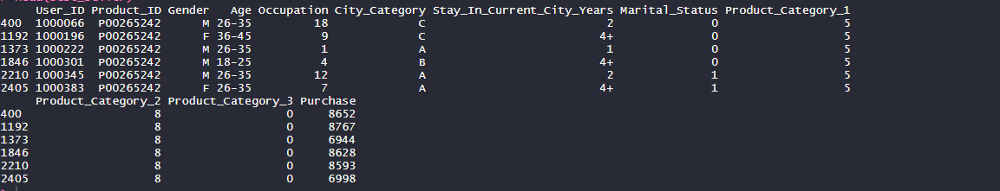 User_ID Product_ID Gender Age Occupation City_Category Stay_In_Current_City_Years Marital_Status Product_Category_1
400 1000066 P00265242 M 26-35 18 C 2 0 5
1192 1000196 P00265242 F 36-45 9 C 4+ 0 5
1373 1000222 P00265242 M 26-35 1 A 1 0 5
1846 1000301 P00265242 M 18-25 4 B 4+ 0 5
2210 1000345 P00265242 M 26-35 12 A 2 1 5
2405 1000383 P00265242 F 26-35 7 A 4+ 1 5
Product_Category_2 Product_Category_3 Purchase
400 8 0 8652
1192 8 0 8767
1373 8 0 6944
1846 8 0 8628
2210 8 0 8593
2405 8 0 6998